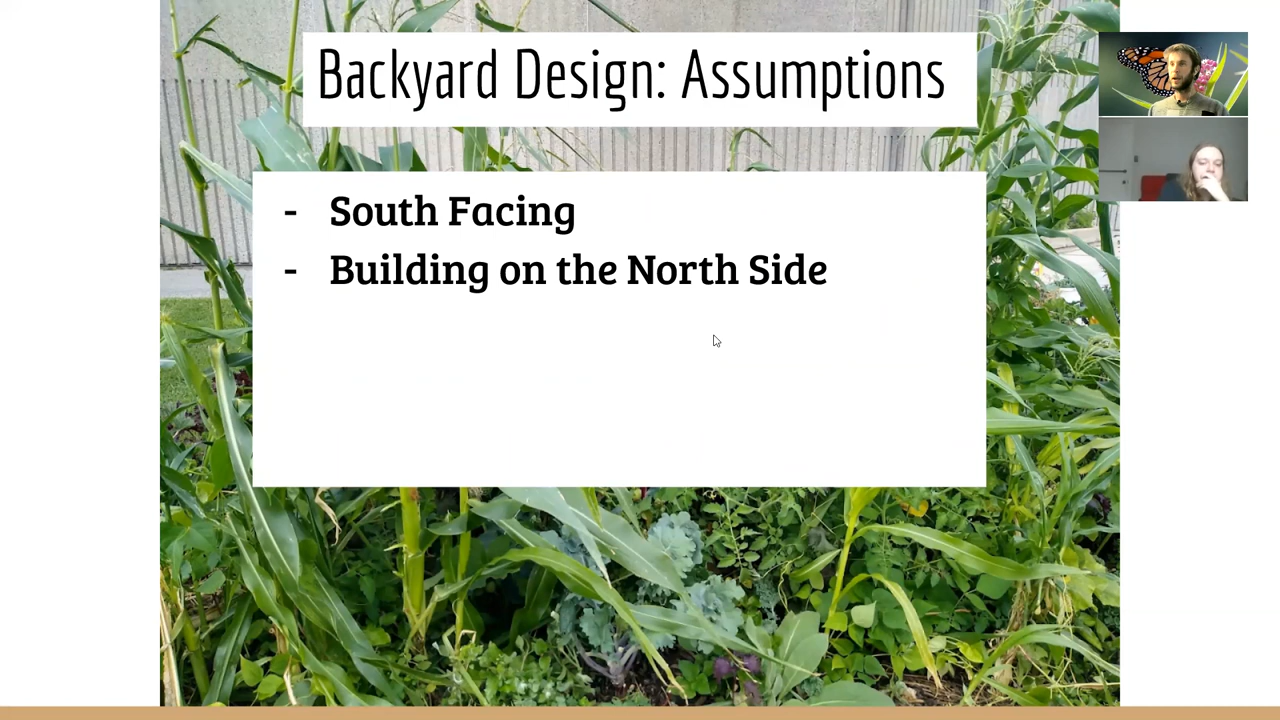 Backyard Design: Assumptions
- South Facing
- Building on the North Side